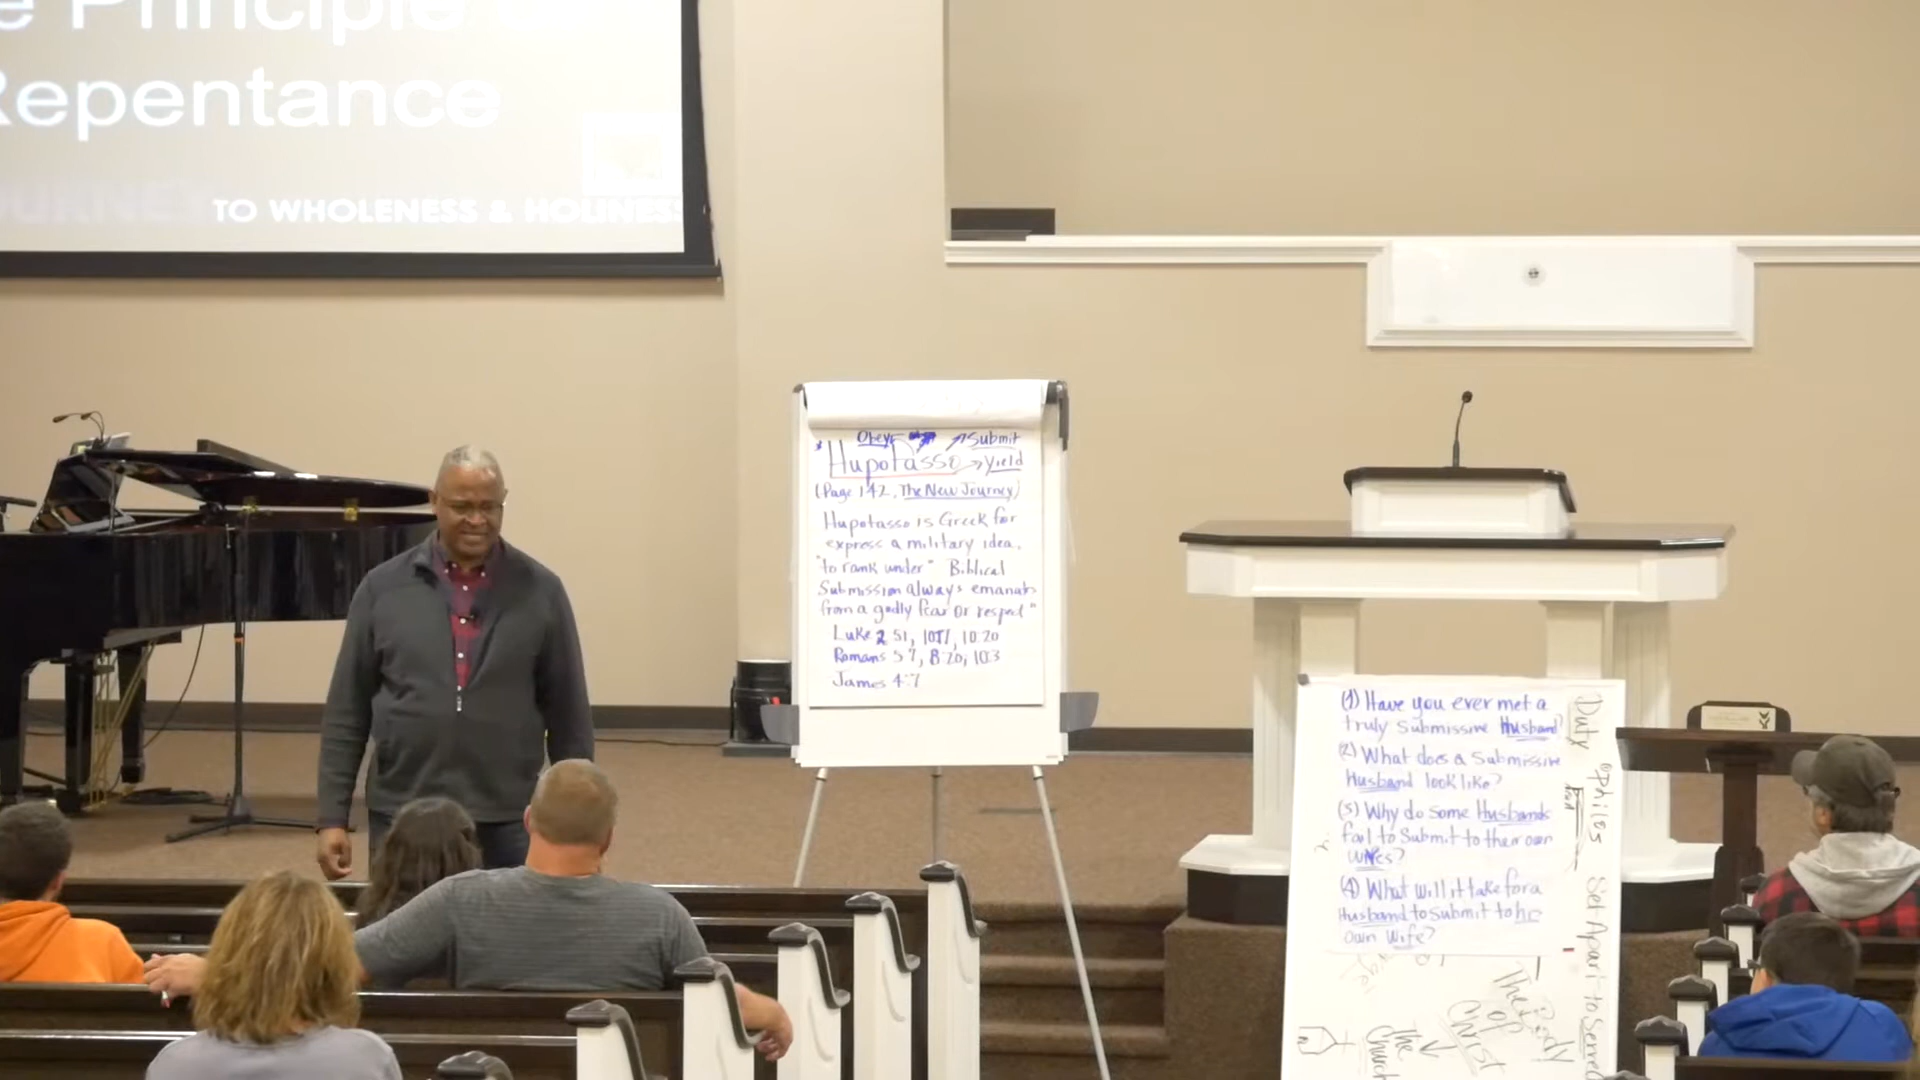 Principle
Repentance
TO WHOLENESS & HOLINESS
Obey Submit
* Hupotasso → Yield
(Page 142, The New Journey)
Hupotasso is Greek for
express a military idea,
"to rank under" Biblical
Submission always emanates
from a godly fear or respect"
Luke 2 51, 10:20
Romans 5 7, 8:20, 10:3
James 4:7
(1) Have you ever met a
truly Submissive Husband?
(2) What does a Submissive
Husband look like?
(3) Why do some Husbands
fail to Submit to their own
Wives?
(4) What will it take for a
Husband to Submit to his
own Wife?
Duty
Philos
Set Apart to Serve
The Body
of
Christ
The
Church